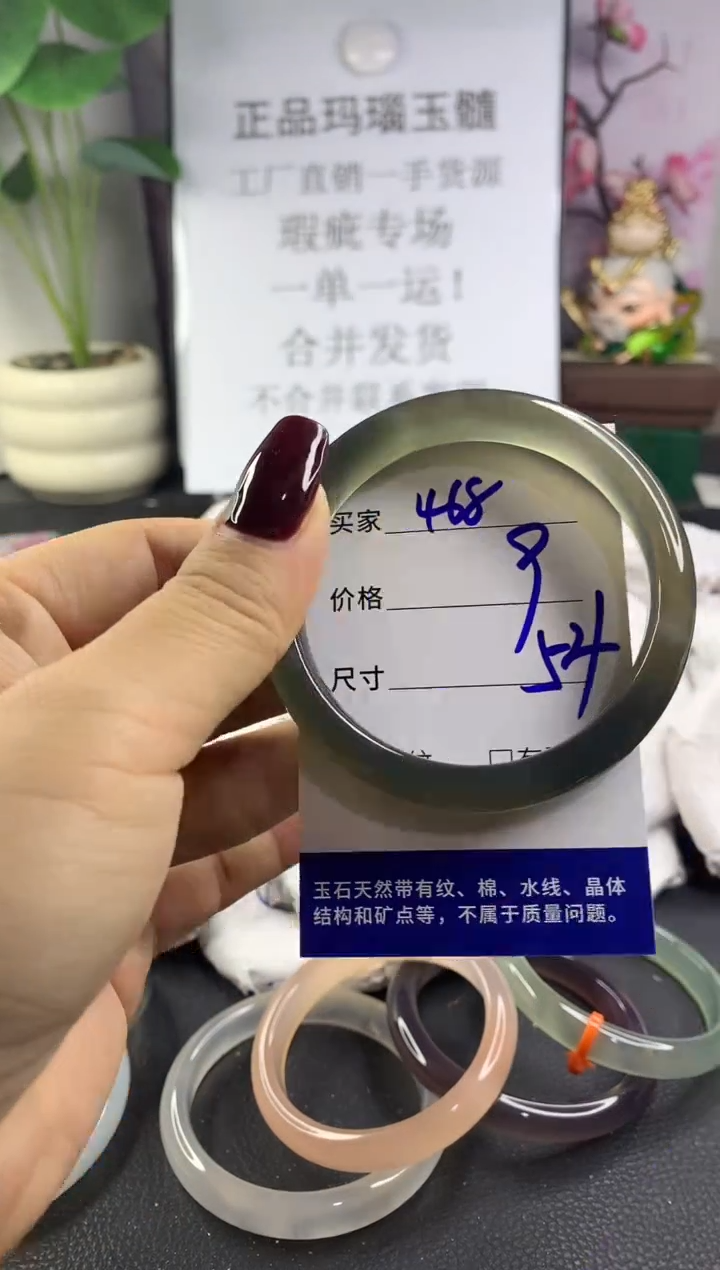 正品玛瑙玉髓
工厂直销一手货源
瑕疵专场
一单一运！
合并发货
买家 468
价格 9
尺寸 54
纹 □有
玉石天然带有纹、棉、水线、晶体
结构和矿点等，不属于质量问题。